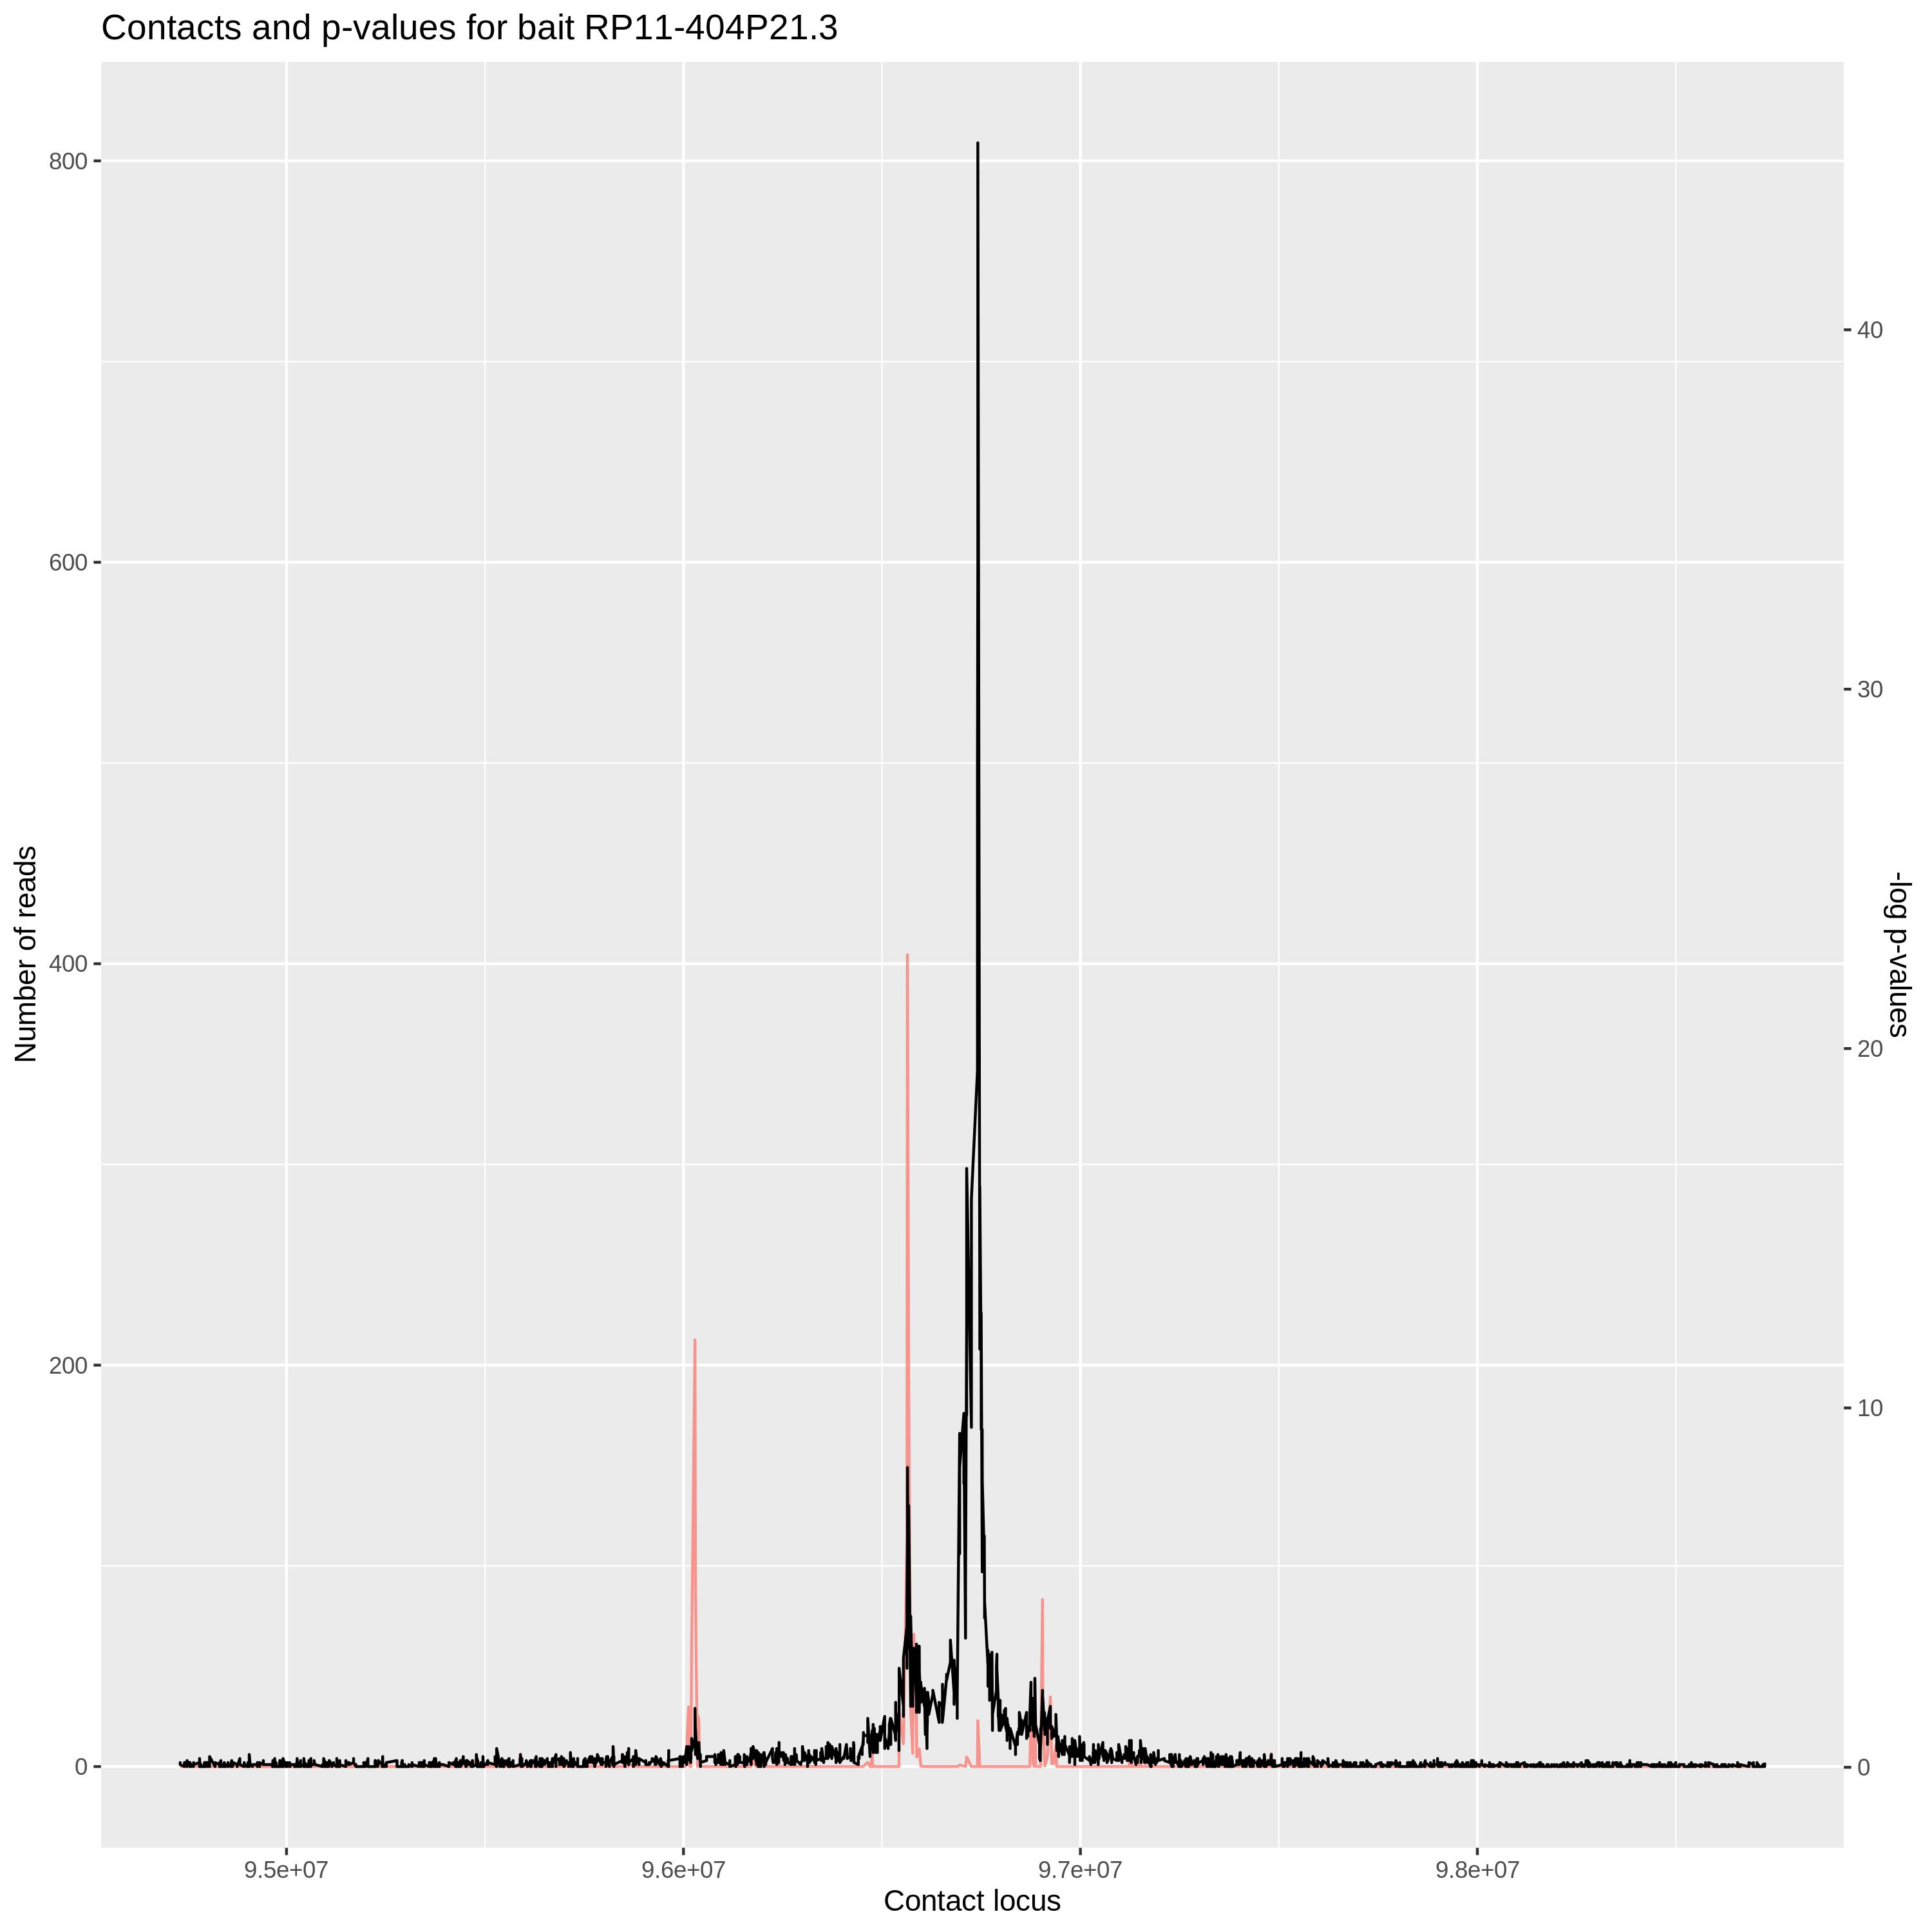 Contacts and p-values for bait RP11-404P21.3
800
600
400
200
0
Number of reads
40
30
20
10
0
-log p-values
9.5e+07
9.6e+07
9.7e+07
9.8e+07
Contact locus